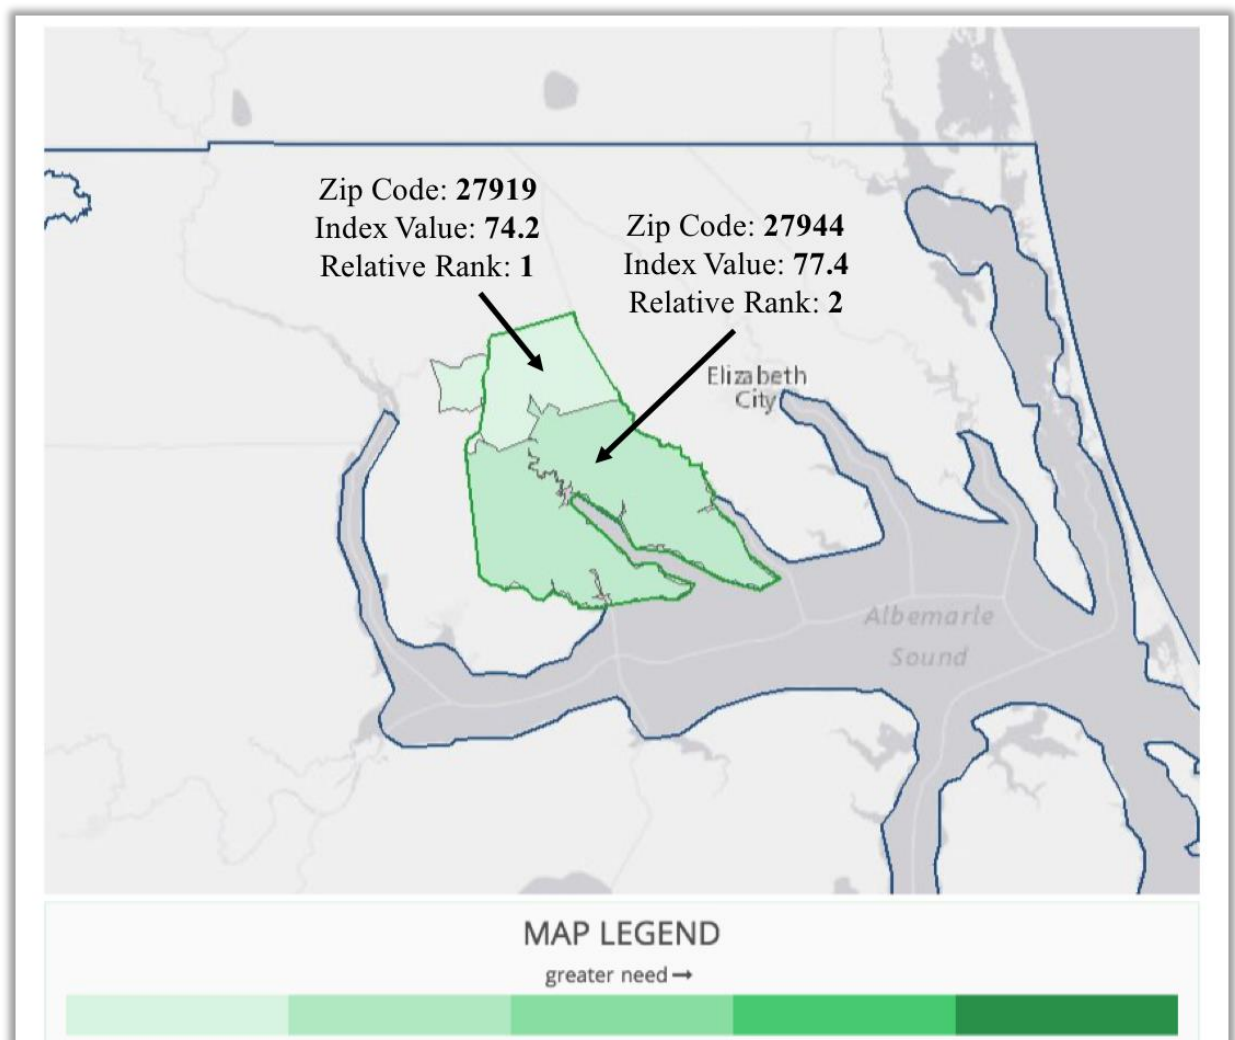 Zip Code: 27919
Index Value: 74.2
Relative Rank: 1
Zip Code: 27944
Index Value: 77.4
Relative Rank: 2
Elizabeth
City
Albemarle
Sound
MAP LEGEND
greater need →